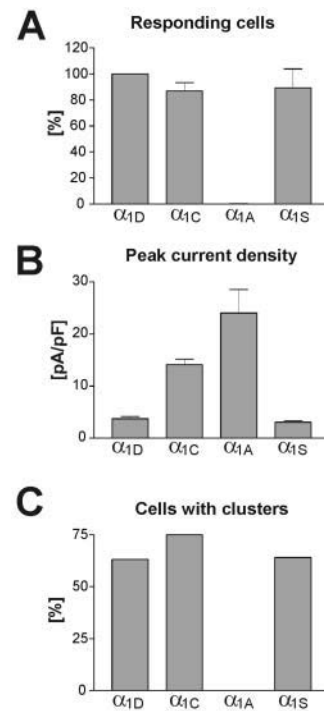 A Responding cells
[%]
120
100
80
60
40
20
0
α1D α1C α1A α1S
B Peak current density
[pA/pF]
30
20
10
0
α1D α1C α1A α1S
C Cells with clusters
[%]
75
50
25
0
α1D α1C α1A α1S